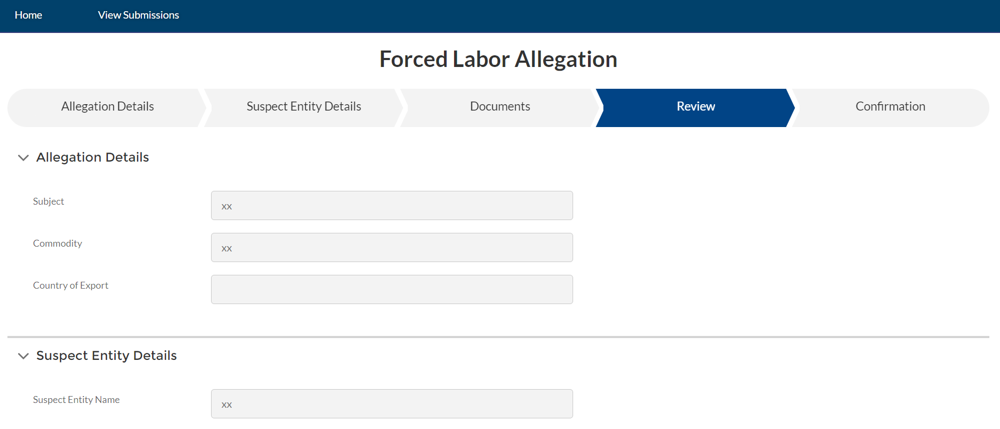 Home View Submissions
Forced Labor Allegation
Allegation Details Suspect Entity Details Documents Review Confirmation
Allegation Details
Subject xx
Commodity xx
Country of Export
Suspect Entity Details
Suspect Entity Name xx